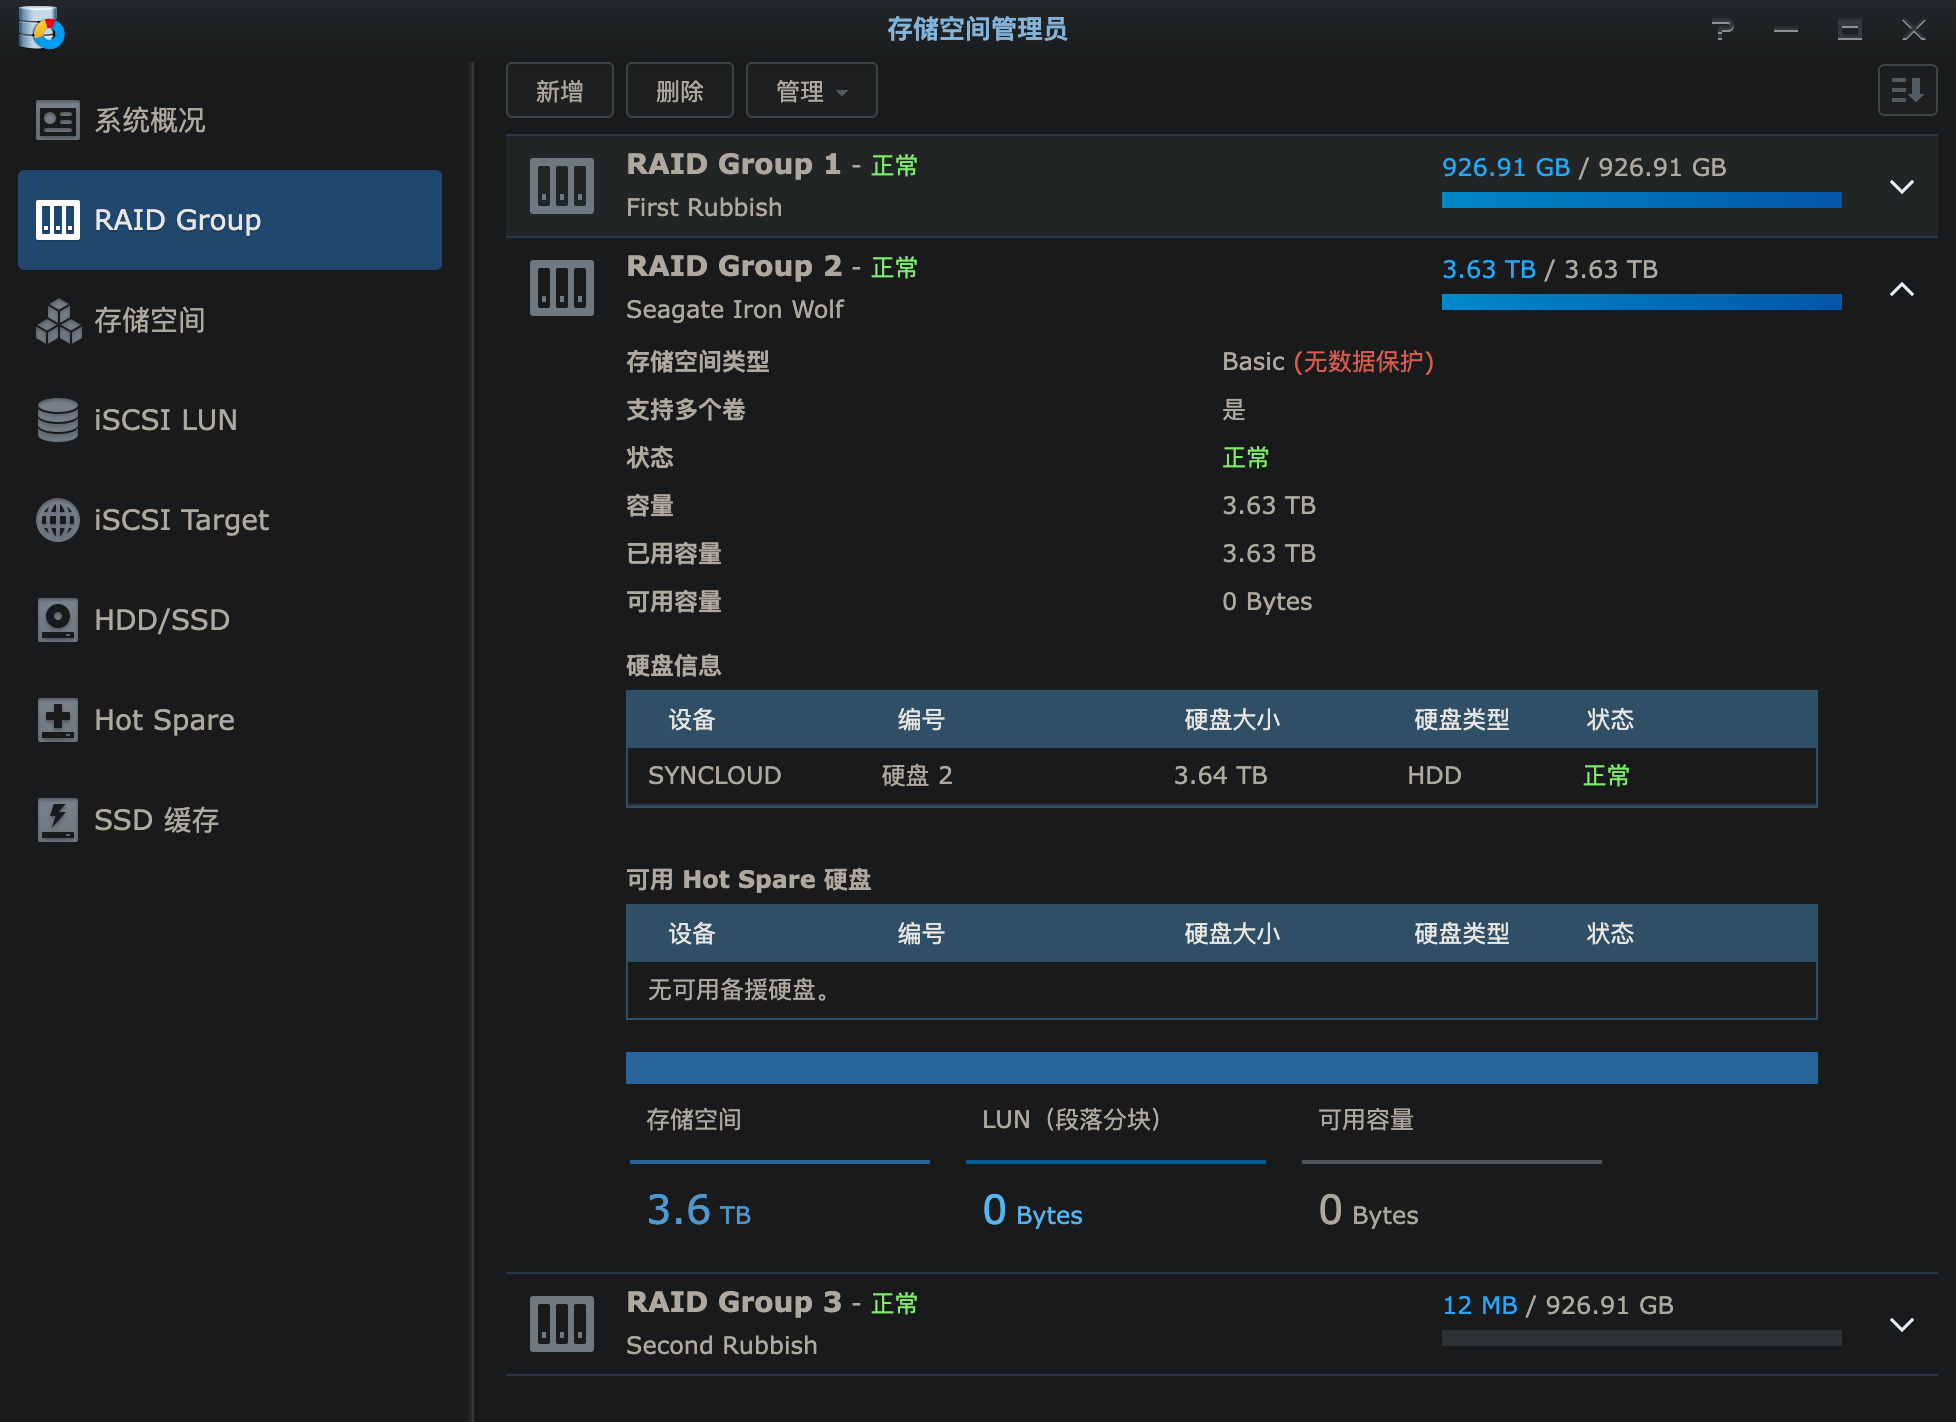 存储空间管理员
系统概况
RAID Group
存储空间
iSCSI LUN
iSCSI Target
HDD/SSD
Hot Spare
SSD 缓存
新增 删除 管理
RAID Group 1 - 正常 926.91 GB / 926.91 GB
First Rubbish
RAID Group 2 - 正常 3.63 TB / 3.63 TB
Seagate Iron Wolf
存储空间类型 Basic (无数据保护)
支持多个卷 是
状态 正常
容量 3.63 TB
已用容量 3.63 TB
可用容量 0 Bytes
硬盘信息
设备 编号 硬盘大小 硬盘类型 状态
SYNCLOUD 硬盘 2 3.64 TB HDD 正常
可用 Hot Spare 硬盘
设备 编号 硬盘大小 硬盘类型 状态
无可用备援硬盘。
存储空间 LUN（段落分块） 可用容量
3.6 TB 0 Bytes 0 Bytes
RAID Group 3 - 正常 12 MB / 926.91 GB
Second Rubbish